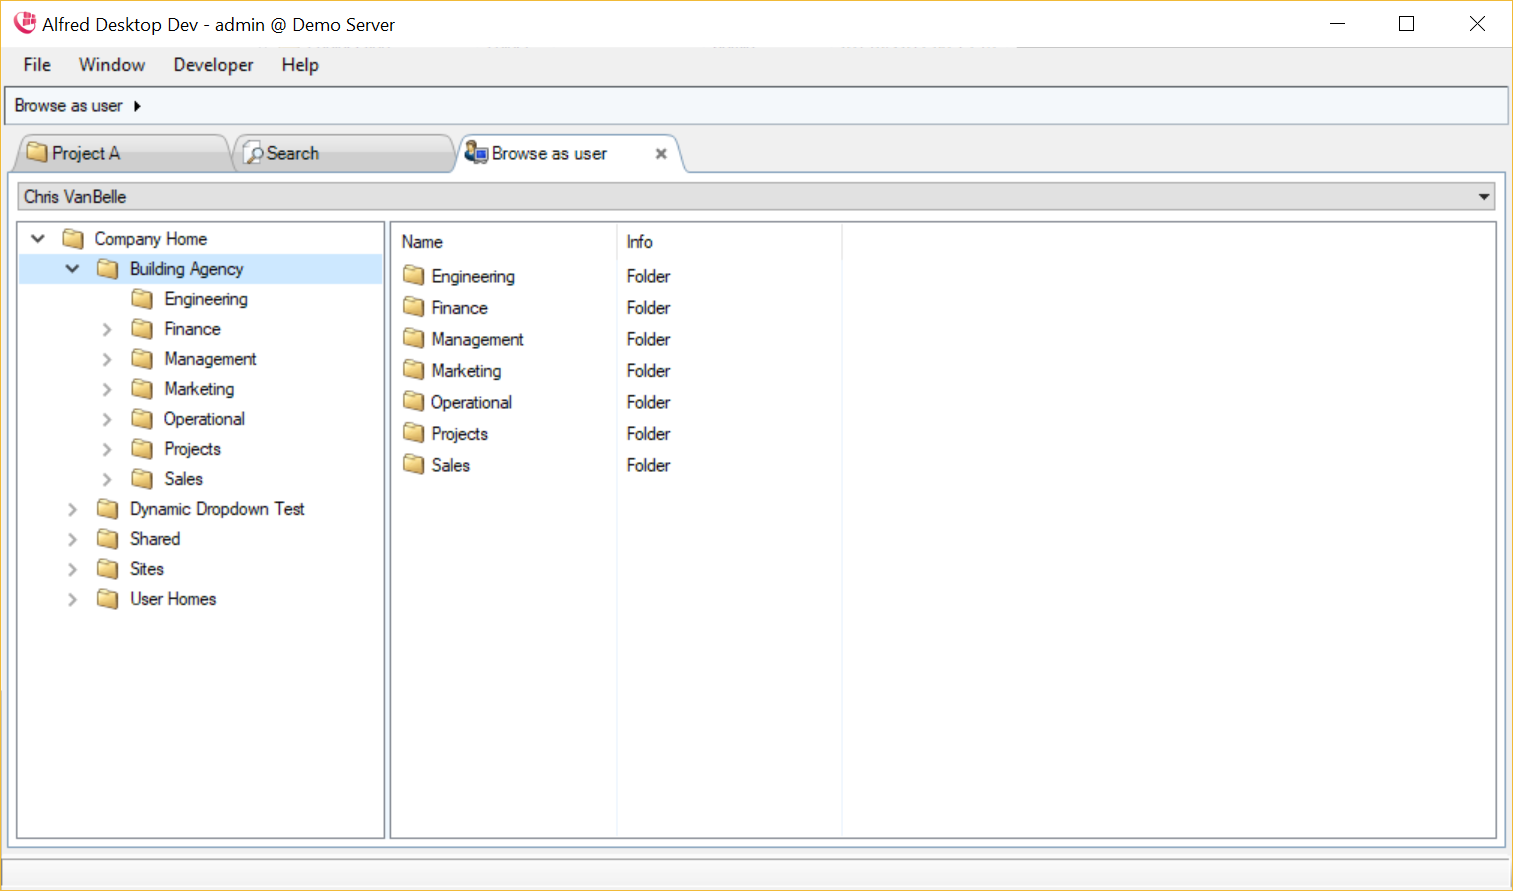 Alfred Desktop Dev - admin @ Demo Server
File Window Developer Help
Browse as user
Project A Search Browse as user
Chris VanBelle
Company Home
Building Agency
Engineering
Finance
Management
Marketing
Operational
Projects
Sales
Dynamic Dropdown Test
Shared
Sites
User Homes
Name Info
Engineering Folder
Finance Folder
Management Folder
Marketing Folder
Operational Folder
Projects Folder
Sales Folder